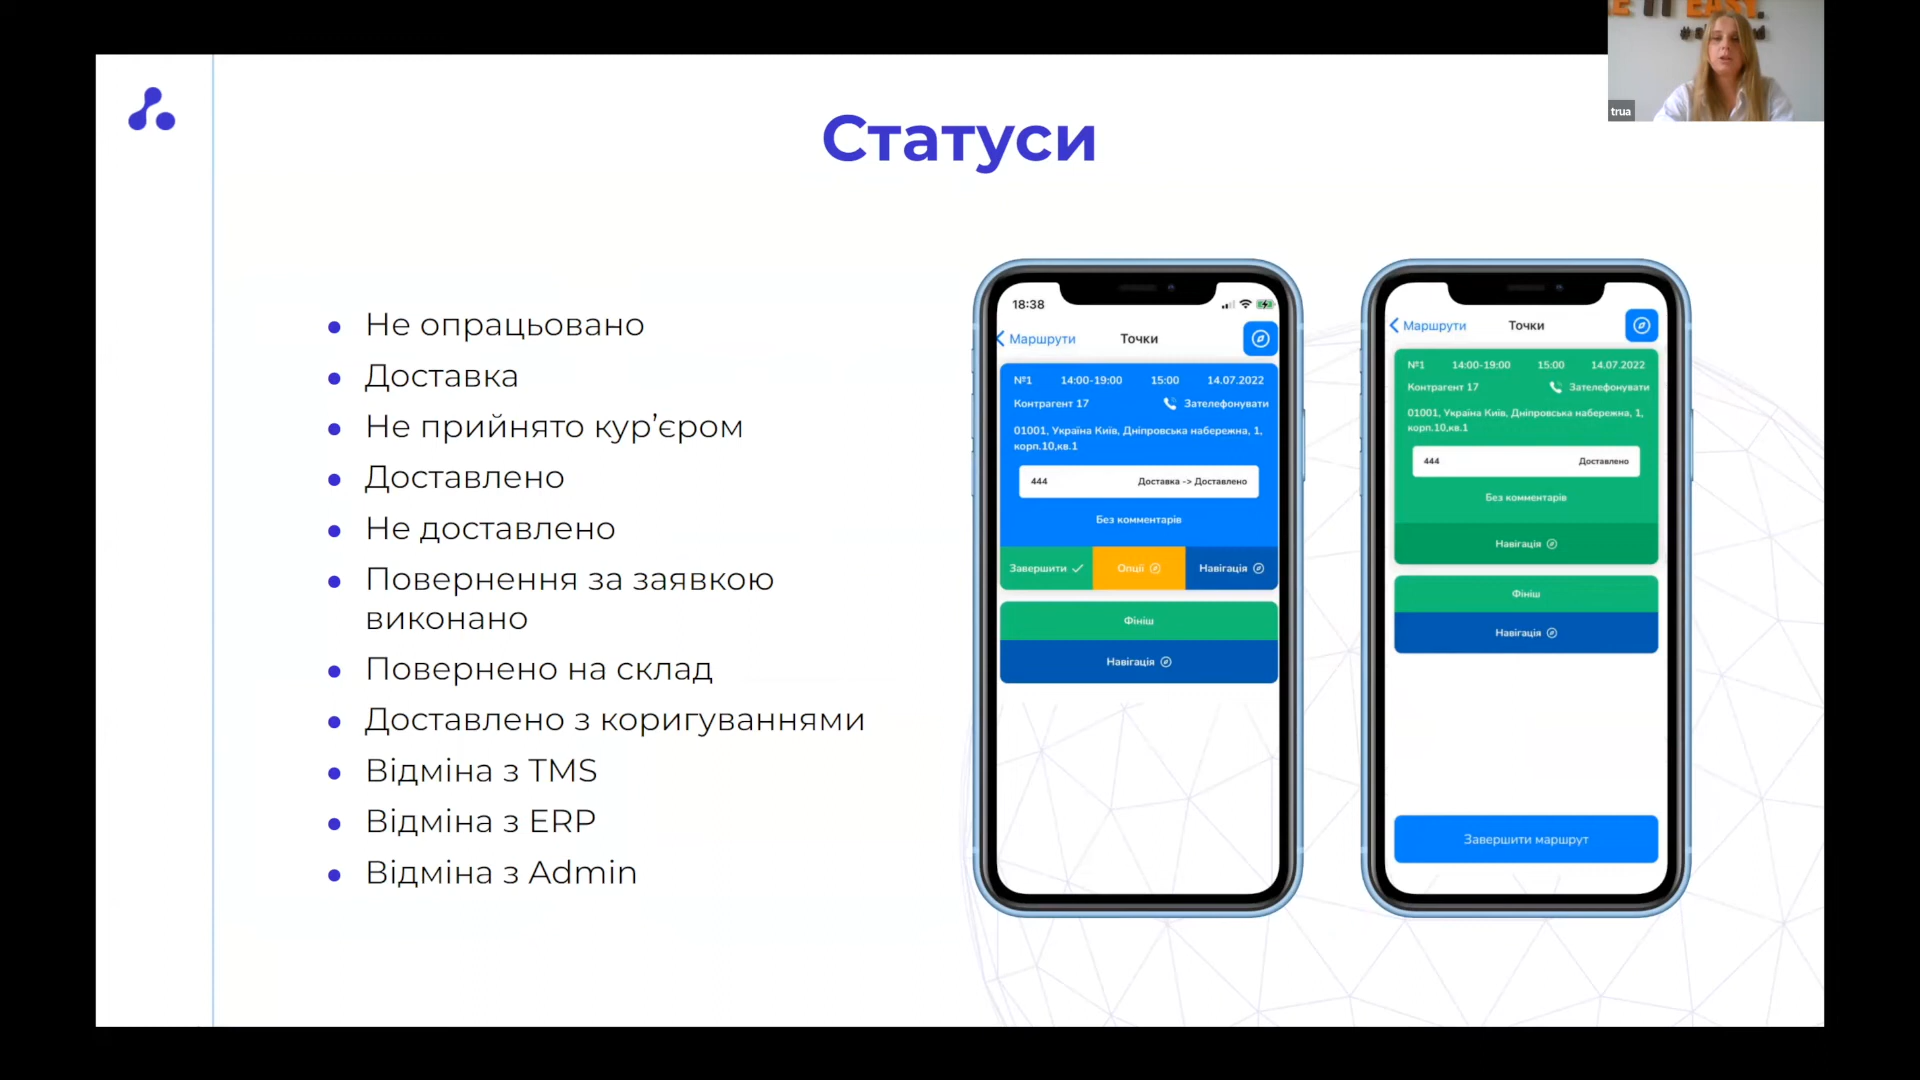 EASY.
trua
Статуси
Не опрацьовано
Доставка
Не прийнято кур’єром
Доставлено
Не доставлено
Повернення за заявкою
виконано
Повернено на склад
Доставлено з коригуваннями
Відміна з TMS
Відміна з ERP
Відміна з Admin
18:38
Маршрути Точки
№1 14:00-19:00 15:00 14.07.2022
Контрагент 17 Зателефонувати
01001, Україна Київ, Дніпровська набережна, 1,
корп.10,кв.1
444 Доставка -> Доставлено
Без комментарів
Завершити Опції Навігація
Фініш
Навігація
Маршрути Точки
№1 14:00-19:00 15:00 14.07.2022
Контрагент 17 Зателефонувати
01001, Україна Київ, Дніпровська набережна, 1,
корп.10,кв.1
444 Доставлено
Без комментарів
Навігація
Фініш
Навігація
Завершити маршрут